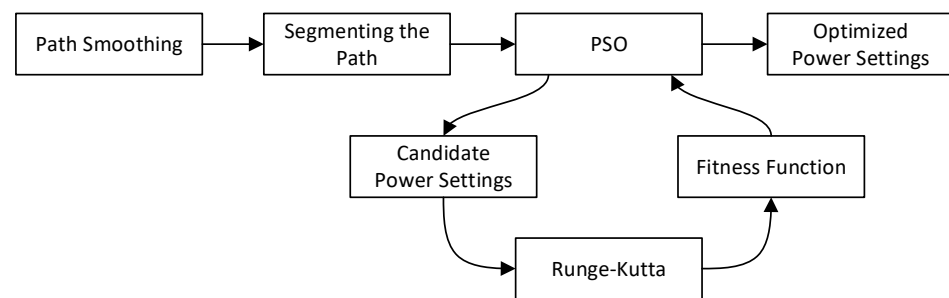 Path Smoothing
Segmenting the
Path
PSO
Optimized
Power Settings
Candidate
Power Settings
Fitness Function
Runge-Kutta